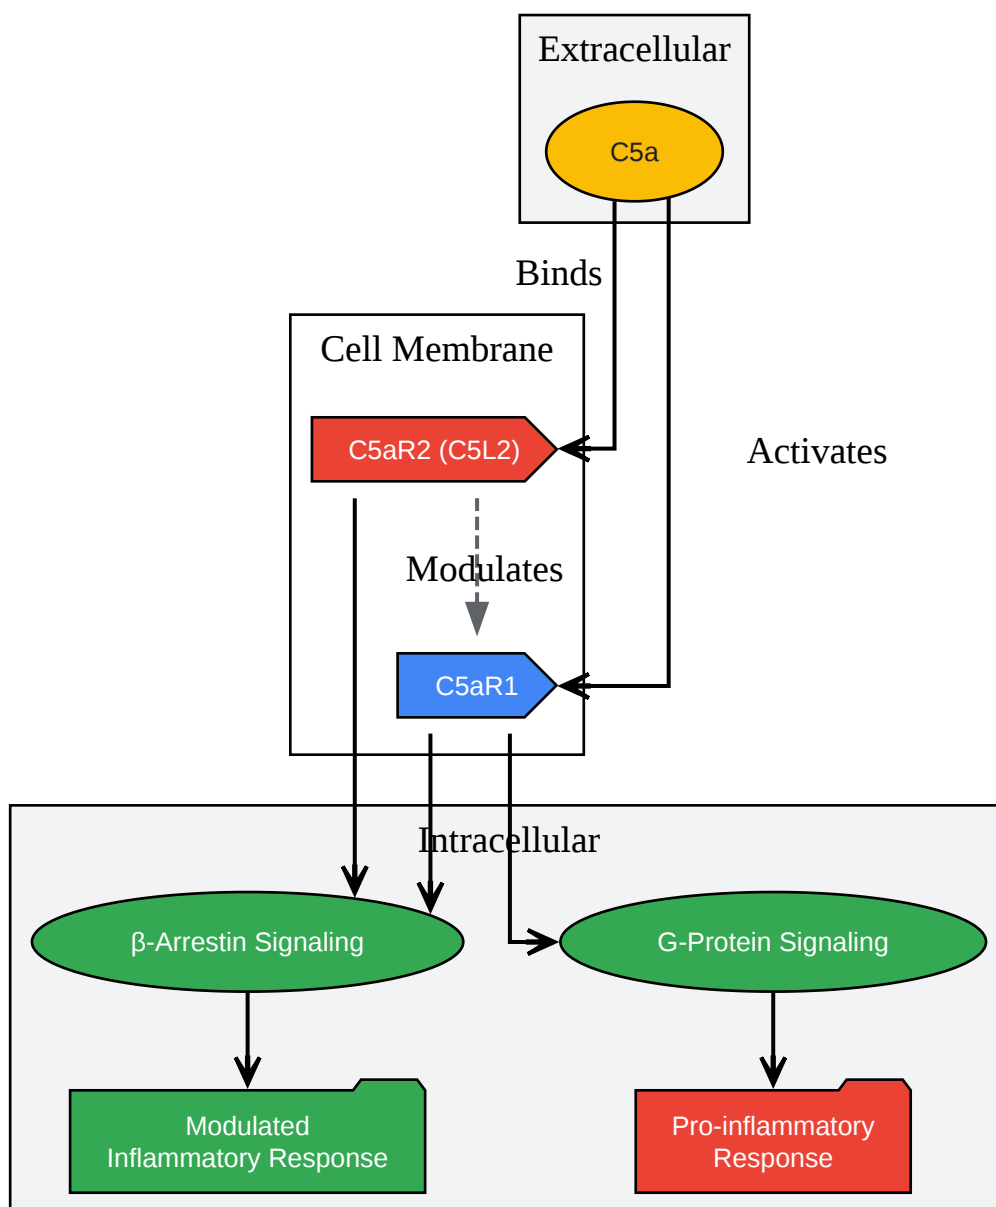 Extracellular
C5a
Binds
Cell Membrane
C5aR2 (C5L2)
Activates
Modulates
C5aR1
Intracellular
β-Arrestin Signaling
G-Protein Signaling
Modulated
Inflammatory Response
Pro-inflammatory
Response